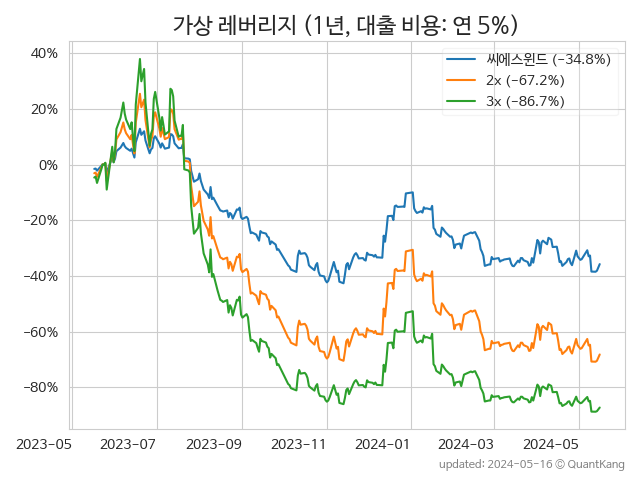 가상 레버리지 (1년, 대출 비용: 연 5%)
씨에스윈드 (-34.8%)
2x (-67.2%)
3x (-86.7%)
40%
20%
0%
−20%
−40%
−60%
−80%
2023-05 2023-07 2023-09 2023-11 2024-01 2024-03 2024-05
updated: 2024-05-16 © QuantKang